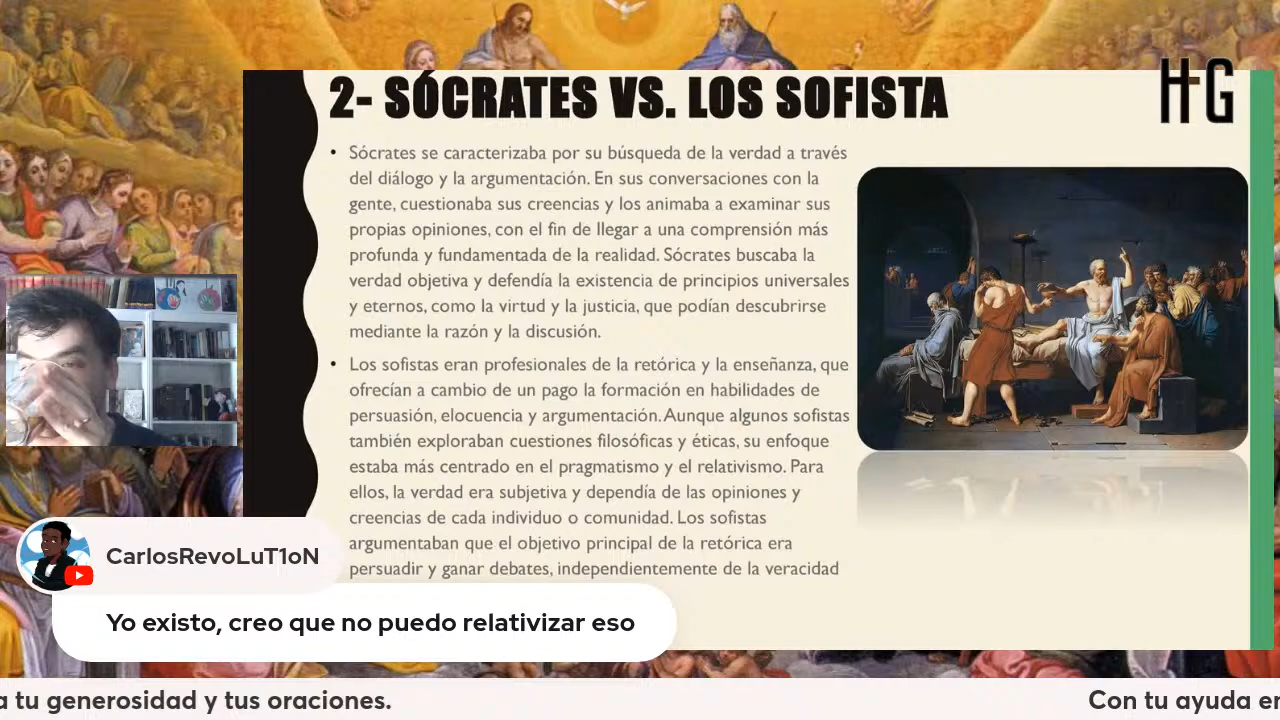 2- SÓCRATES VS. LOS SOFISTA
HG
• Sócrates se caracterizaba por su búsqueda de la verdad a través
del diálogo y la argumentación. En sus conversaciones con la
gente, cuestionaba sus creencias y los animaba a examinar sus
propias opiniones, con el fin de llegar a una comprensión más
profunda y fundamentada de la realidad. Sócrates buscaba la
verdad objetiva y defendía la existencia de principios universales
y eternos, como la virtud y la justicia, que podían descubrirse
mediante la razón y la discusión.
• Los sofistas eran profesionales de la retórica y la enseñanza, que
ofrecían a cambio de un pago la formación en habilidades de
persuasión, elocuencia y argumentación. Aunque algunos sofistas
también exploraban cuestiones filosóficas y éticas, su enfoque
estaba más centrado en el pragmatismo y el relativismo. Para
ellos, la verdad era subjetiva y dependía de las opiniones y
creencias de cada individuo o comunidad. Los sofistas
argumentaban que el objetivo principal de la retórica era
persuadir y ganar debates, independientemente de la veracidad
CarlosRevoLuT1oN
Yo existo, creo que no puedo relativizar eso
a tu generosidad y tus oraciones.
Con tu ayuda en